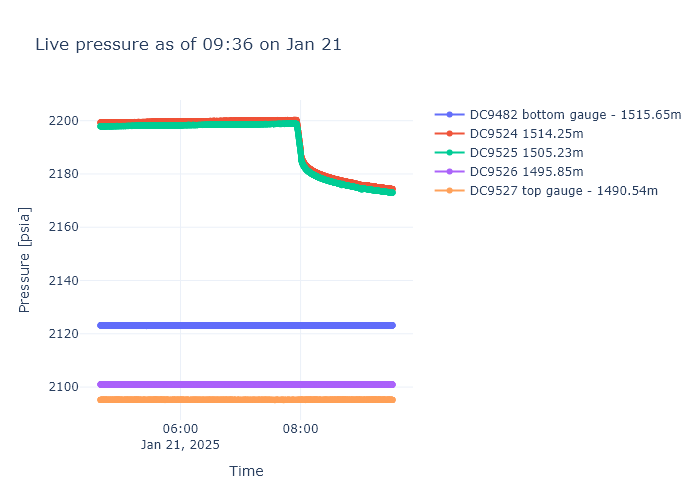 Live pressure as of 09:36 on Jan 21
DC9482 bottom gauge - 1515.65m
DC9524 1514.25m
DC9525 1505.23m
DC9526 1495.85m
DC9527 top gauge - 1490.54m
Pressure [psia]
2200
2180
2160
2140
2120
2100
06:00
08:00
Jan 21, 2025
Time